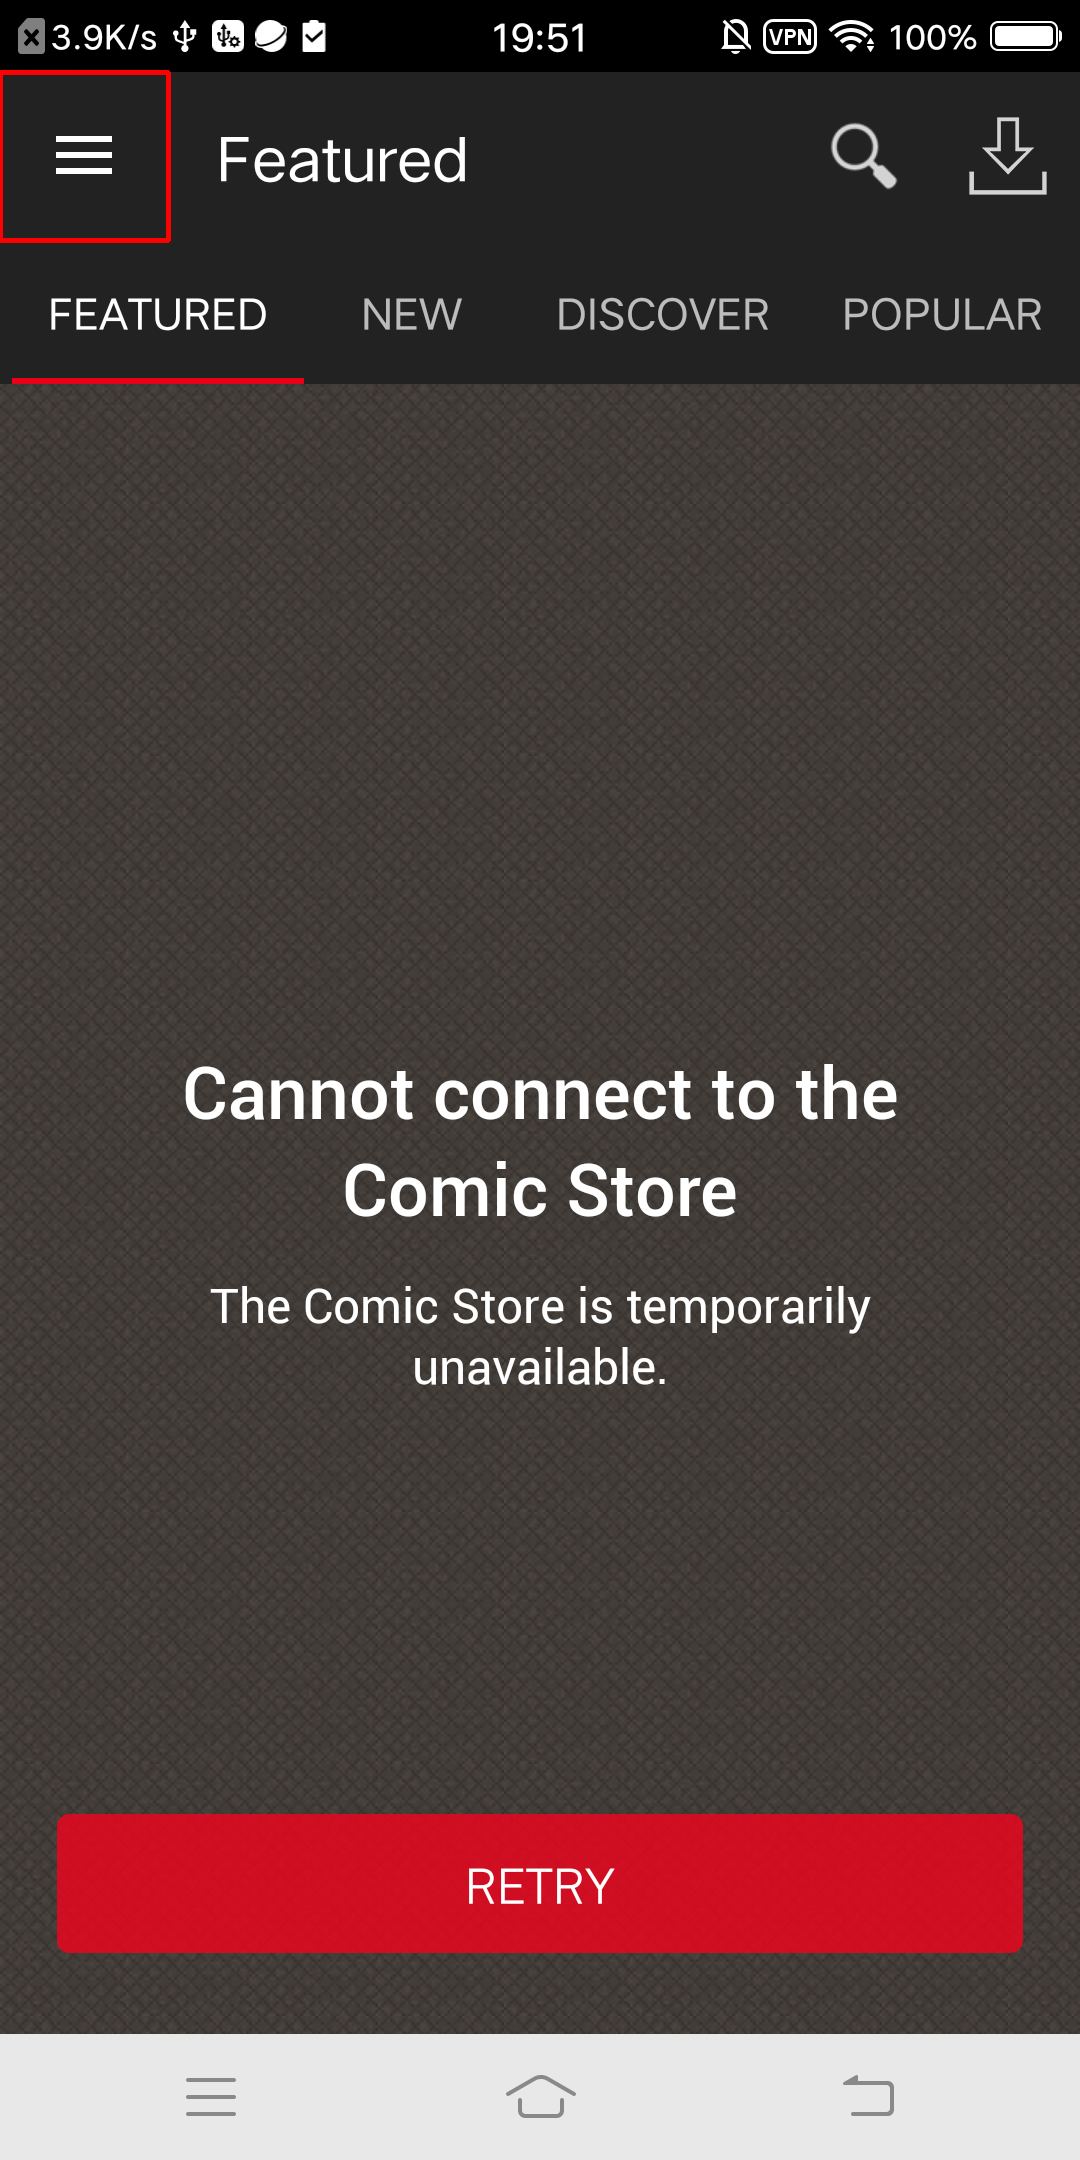 3.9K/s 19:51 VPN 100%
Featured
FEATURED NEW DISCOVER POPULAR
Cannot connect to the
Comic Store
The Comic Store is temporarily
unavailable.
RETRY